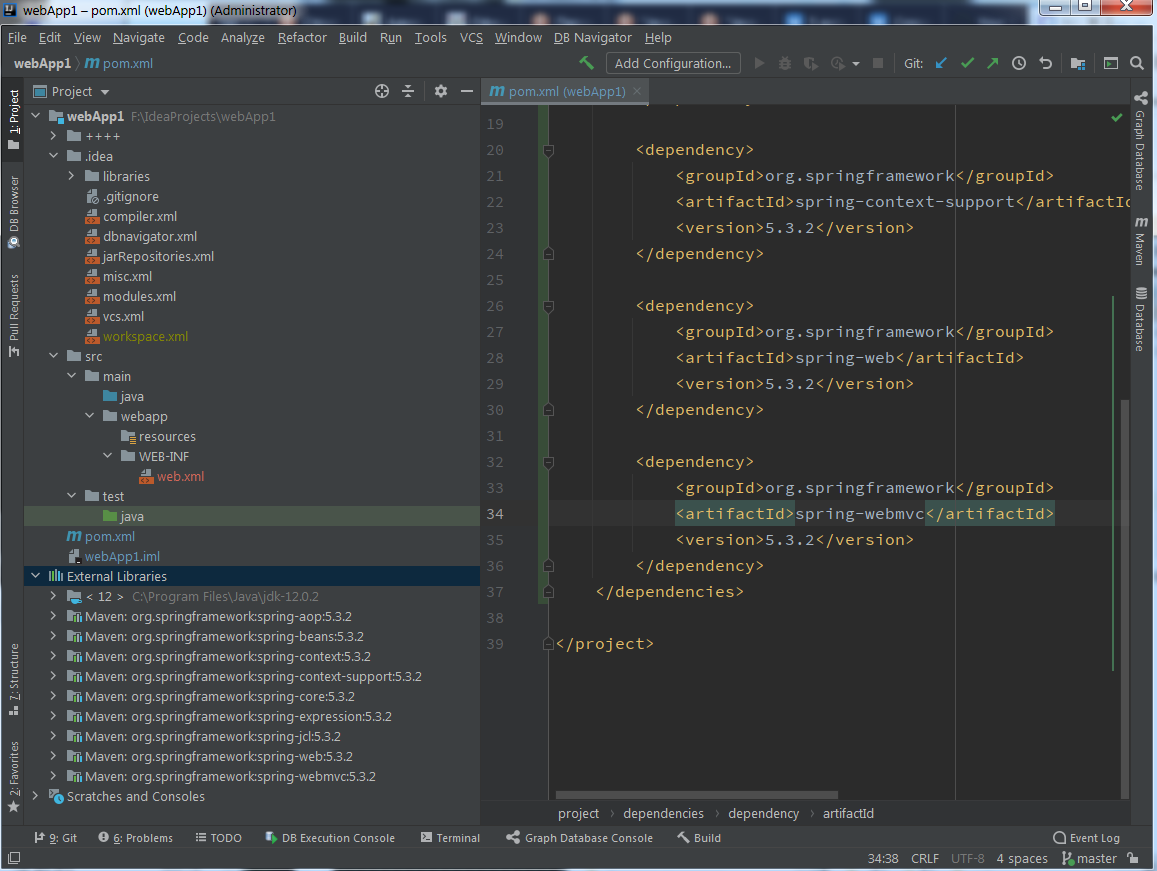 webApp1 – pom.xml (webApp1) (Administrator)
File Edit View Navigate Code Analyze Refactor Build Run Tools VCS Window DB Navigator Help
webApp1 pom.xml
Add Configuration...
Git:
1: Project
DB Browser
Pull Requests
7: Structure
2: Favorites
Project
webApp1 F:\IdeaProjects\webApp1
++++
.idea
libraries
.gitignore
compiler.xml
dbnavigator.xml
jarRepositories.xml
misc.xml
modules.xml
vcs.xml
workspace.xml
src
main
java
webapp
resources
WEB-INF
web.xml
test
java
pom.xml
webApp1.iml
External Libraries
< 12 > C:\Program Files\Java\jdk-12.0.2
Maven: org.springframework:spring-aop:5.3.2
Maven: org.springframework:spring-beans:5.3.2
Maven: org.springframework:spring-context:5.3.2
Maven: org.springframework:spring-context-support:5.3.2
Maven: org.springframework:spring-core:5.3.2
Maven: org.springframework:spring-expression:5.3.2
Maven: org.springframework:spring-jcl:5.3.2
Maven: org.springframework:spring-web:5.3.2
Maven: org.springframework:spring-webmvc:5.3.2
Scratches and Consoles
pom.xml (webApp1)
19
20 <dependency>
21 <groupId>org.springframework</groupId>
22 <artifactId>spring-context-support</artifactId
23 <version>5.3.2</version>
24 </dependency>
25
26 <dependency>
27 <groupId>org.springframework</groupId>
28 <artifactId>spring-web</artifactId>
29 <version>5.3.2</version>
30 </dependency>
31
32 <dependency>
33 <groupId>org.springframework</groupId>
34 <artifactId>spring-webmvc</artifactId>
35 <version>5.3.2</version>
36 </dependency>
37 </dependencies>
38
39 </project>
project dependencies dependency artifactId
Graph Database
Maven
Database
9: Git 6: Problems TODO DB Execution Console Terminal Graph Database Console Build Event Log
34:38 CRLF UTF-8 4 spaces master